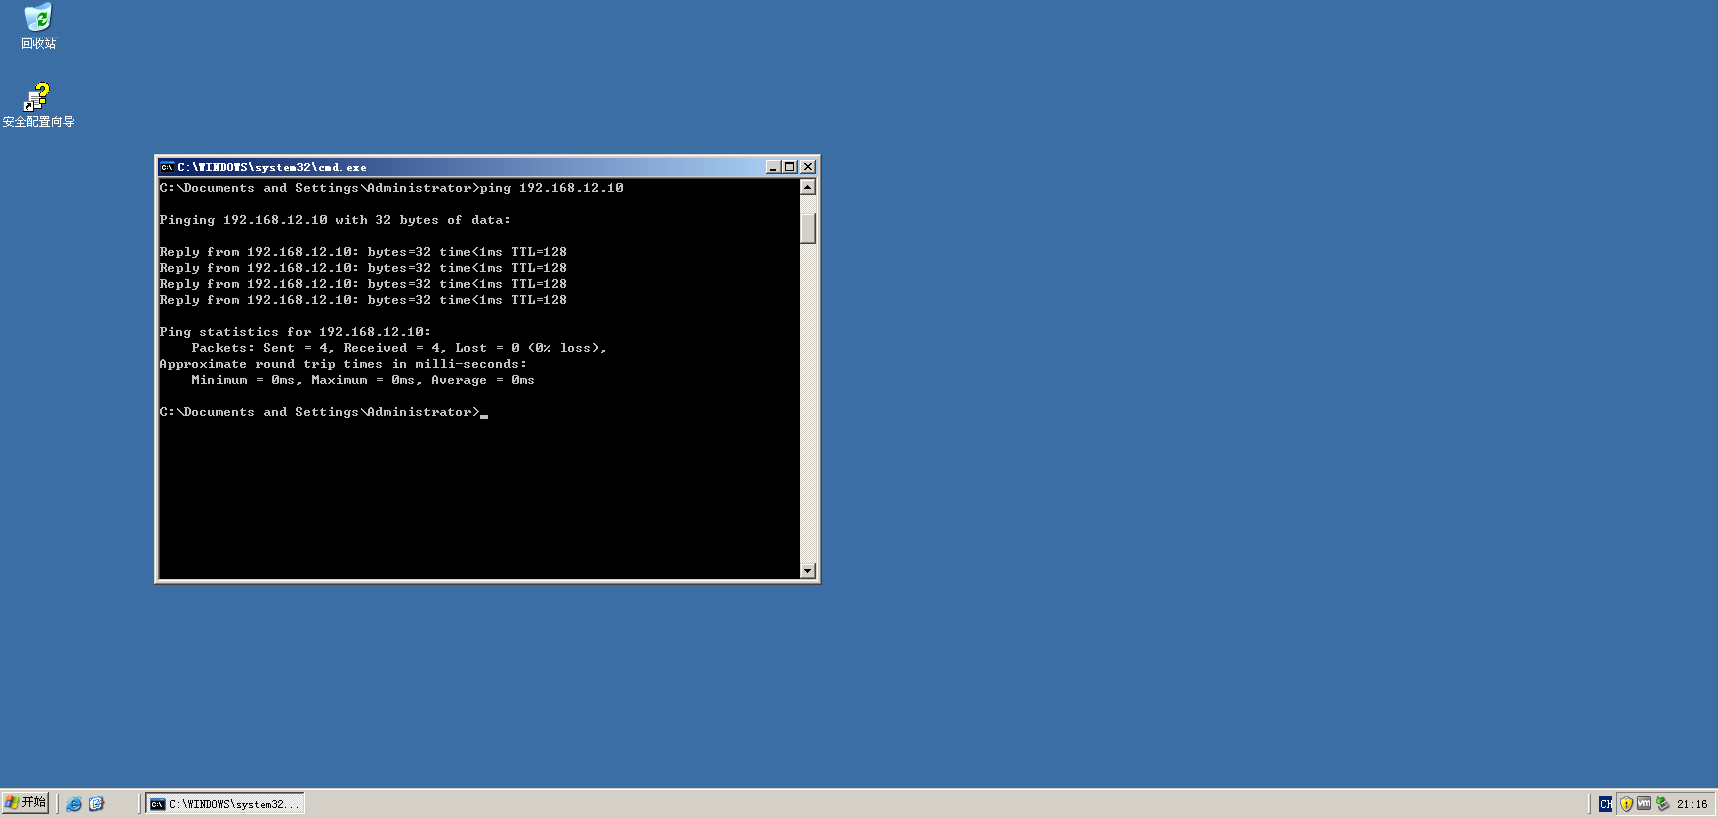 回收站
安全配置向导
C:\WINDOWS\system32\cmd.exe
C:\Documents and Settings\Administrator>ping 192.168.12.10
Pinging 192.168.12.10 with 32 bytes of data:
Reply from 192.168.12.10: bytes=32 time<1ms TTL=128
Reply from 192.168.12.10: bytes=32 time<1ms TTL=128
Reply from 192.168.12.10: bytes=32 time<1ms TTL=128
Reply from 192.168.12.10: bytes=32 time<1ms TTL=128
Ping statistics for 192.168.12.10:
    Packets: Sent = 4, Received = 4, Lost = 0 (0% loss),
Approximate round trip times in milli-seconds:
    Minimum = 0ms, Maximum = 0ms, Average = 0ms
C:\Documents and Settings\Administrator>_
开始
C:\WINDOWS\system32...
CH
vm
21:16